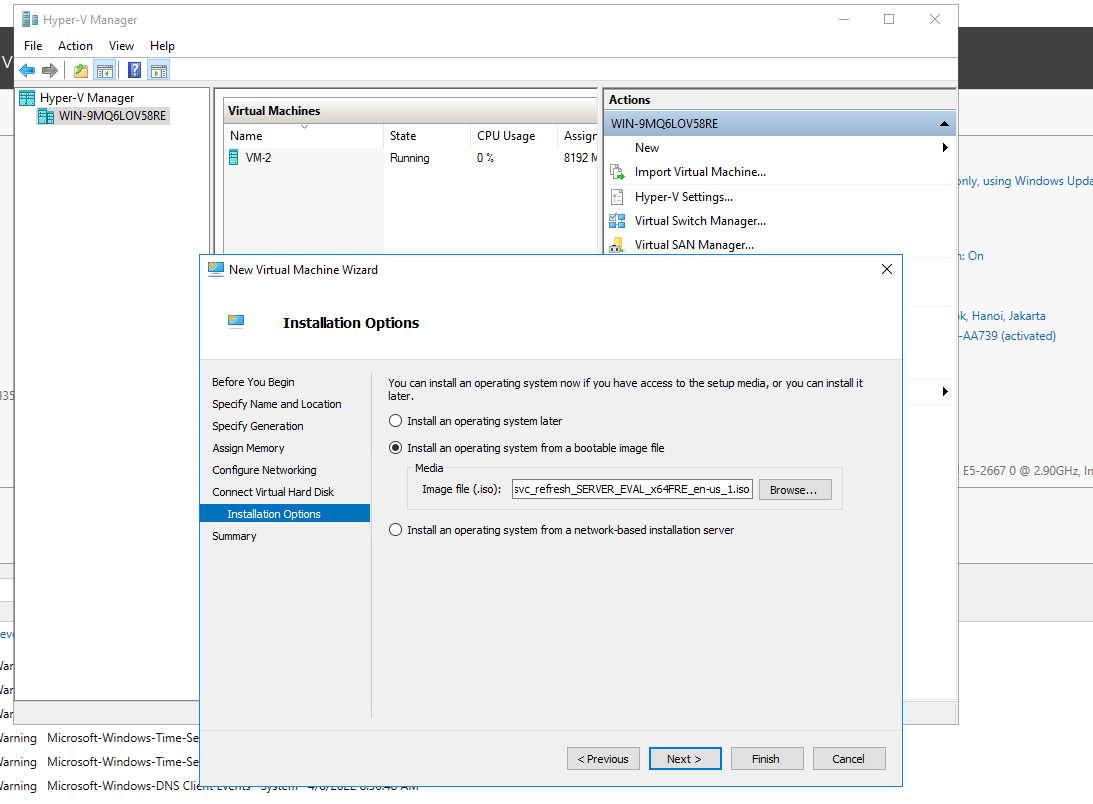 Hyper-V Manager
File Action View Help
Hyper-V Manager
WIN-9MQ6LOV58RE
Virtual Machines
Name State CPU Usage Assign
VM-2 Running 0 % 8192 M
Actions
WIN-9MQ6LOV58RE
New
Import Virtual Machine...
Hyper-V Settings...
Virtual Switch Manager...
Virtual SAN Manager...
only, using Windows Upda
n: On
ok, Hanoi, Jakarta
-AA739 (activated)
E5-2667 0 @ 2.90GHz, In
New Virtual Machine Wizard
Installation Options
Before You Begin
Specify Name and Location
Specify Generation
Assign Memory
Configure Networking
Connect Virtual Hard Disk
Installation Options
Summary
You can install an operating system now if you have access to the setup media, or you can install it
later.
Install an operating system later
Install an operating system from a bootable image file
Media
Image file (.iso): svc_refresh_SERVER_EVAL_x64FRE_en-us_1.iso Browse...
Install an operating system from a network-based installation server
< Previous Next > Finish Cancel
Warning Microsoft-Windows-Time-Se
Warning Microsoft-Windows-Time-Se
Warning Microsoft-Windows-DNS Client Events System 4/8/2022 8:50:48 AM